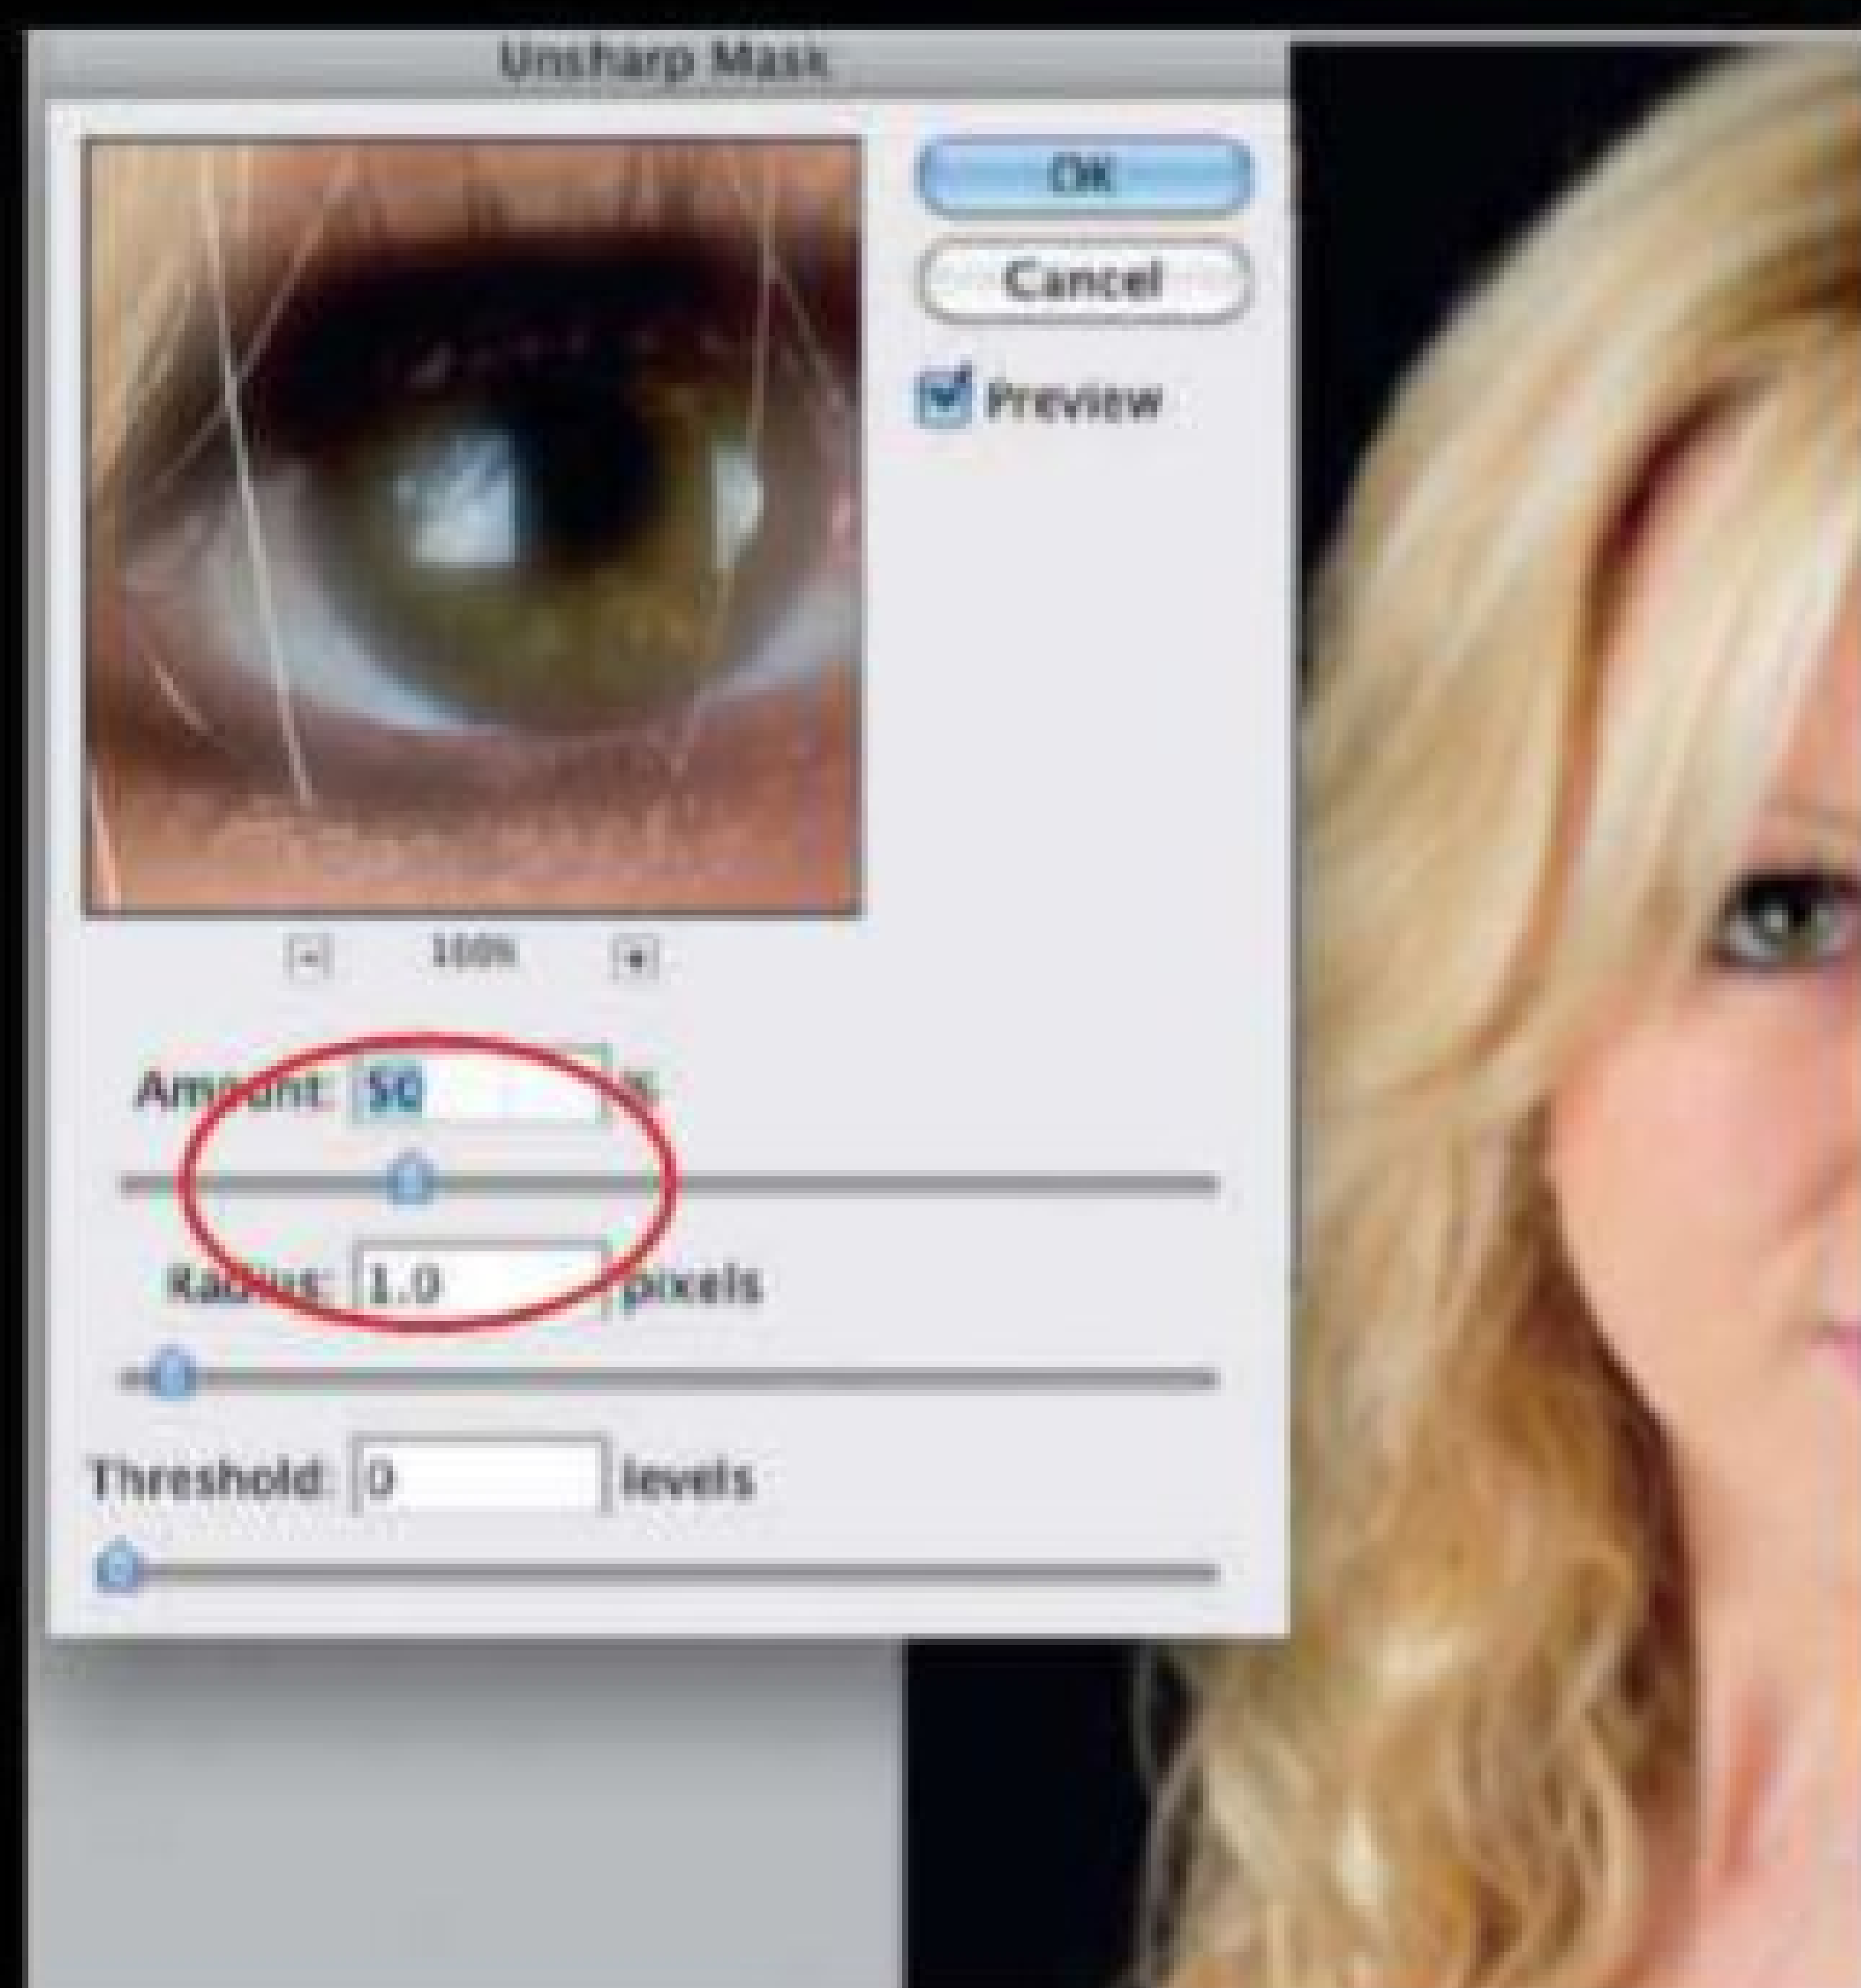 Unsharp Mask
OK
Cancel
Preview
100%
Amount: 50 %
Radius: 1.0 pixels
Threshold: 0 levels